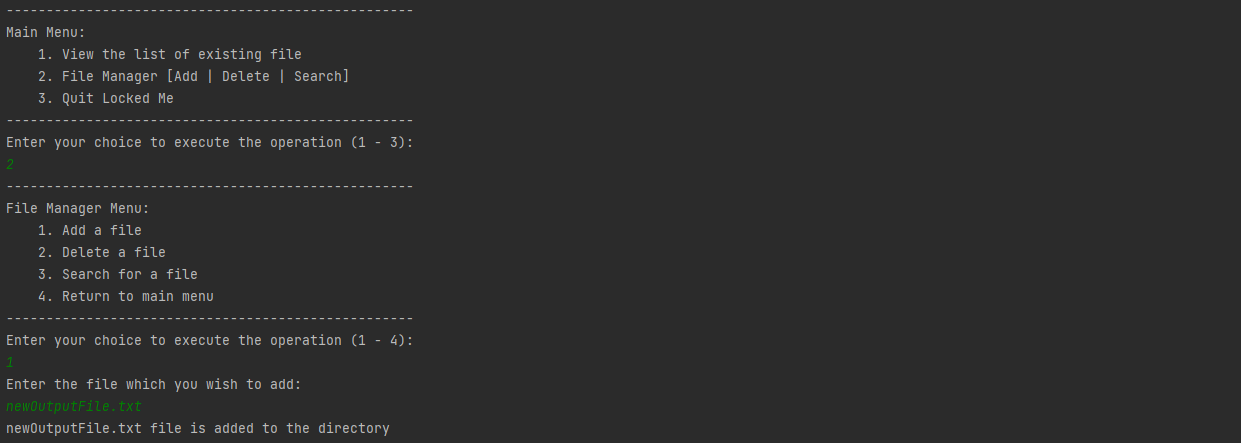 ---------------------------------------------------
Main Menu:
    1. View the list of existing file
    2. File Manager [Add | Delete | Search]
    3. Quit Locked Me
---------------------------------------------------
Enter your choice to execute the operation (1 - 3):
2
---------------------------------------------------
File Manager Menu:
    1. Add a file
    2. Delete a file
    3. Search for a file
    4. Return to main menu
---------------------------------------------------
Enter your choice to execute the operation (1 - 4):
1
Enter the file which you wish to add:
newOutputFile.txt
newOutputFile.txt file is added to the directory